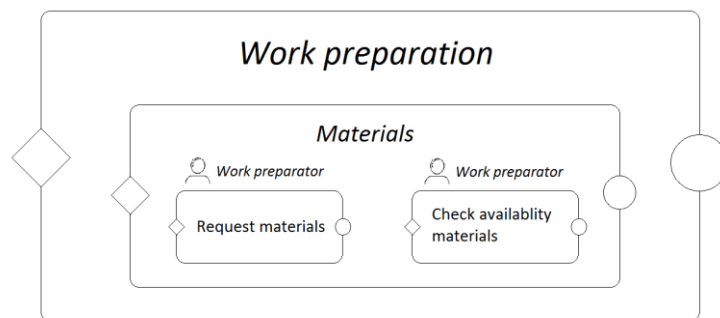 Work preparation
Materials
Work preparator
Work preparator
Request materials
Check availablity
materials